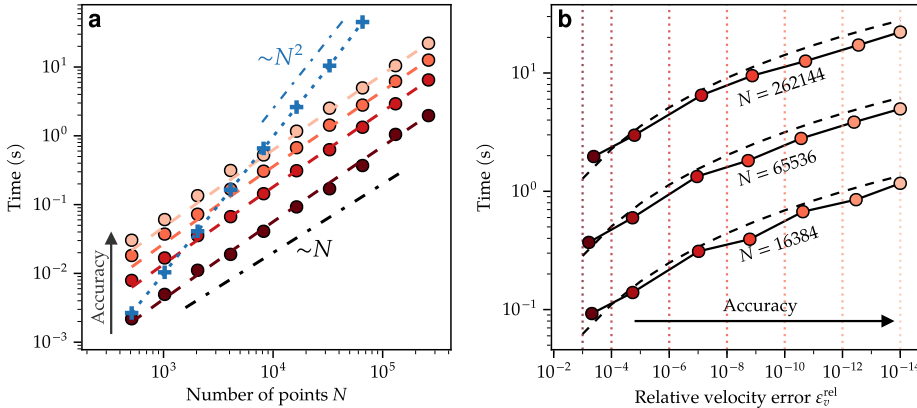 a
b
10¹
10⁰
10⁻¹
10⁻²
10⁻³
Time (s)
Accuracy
~N²
~N
10³
10⁴
10⁵
Number of points N
10¹
10⁰
10⁻¹
Time (s)
N = 262144
N = 65536
N = 16384
Accuracy
10⁻²
10⁻⁴
10⁻⁶
10⁻⁸
10⁻¹⁰
10⁻¹²
10⁻¹⁴
Relative velocity error εᵥʳᵉˡ